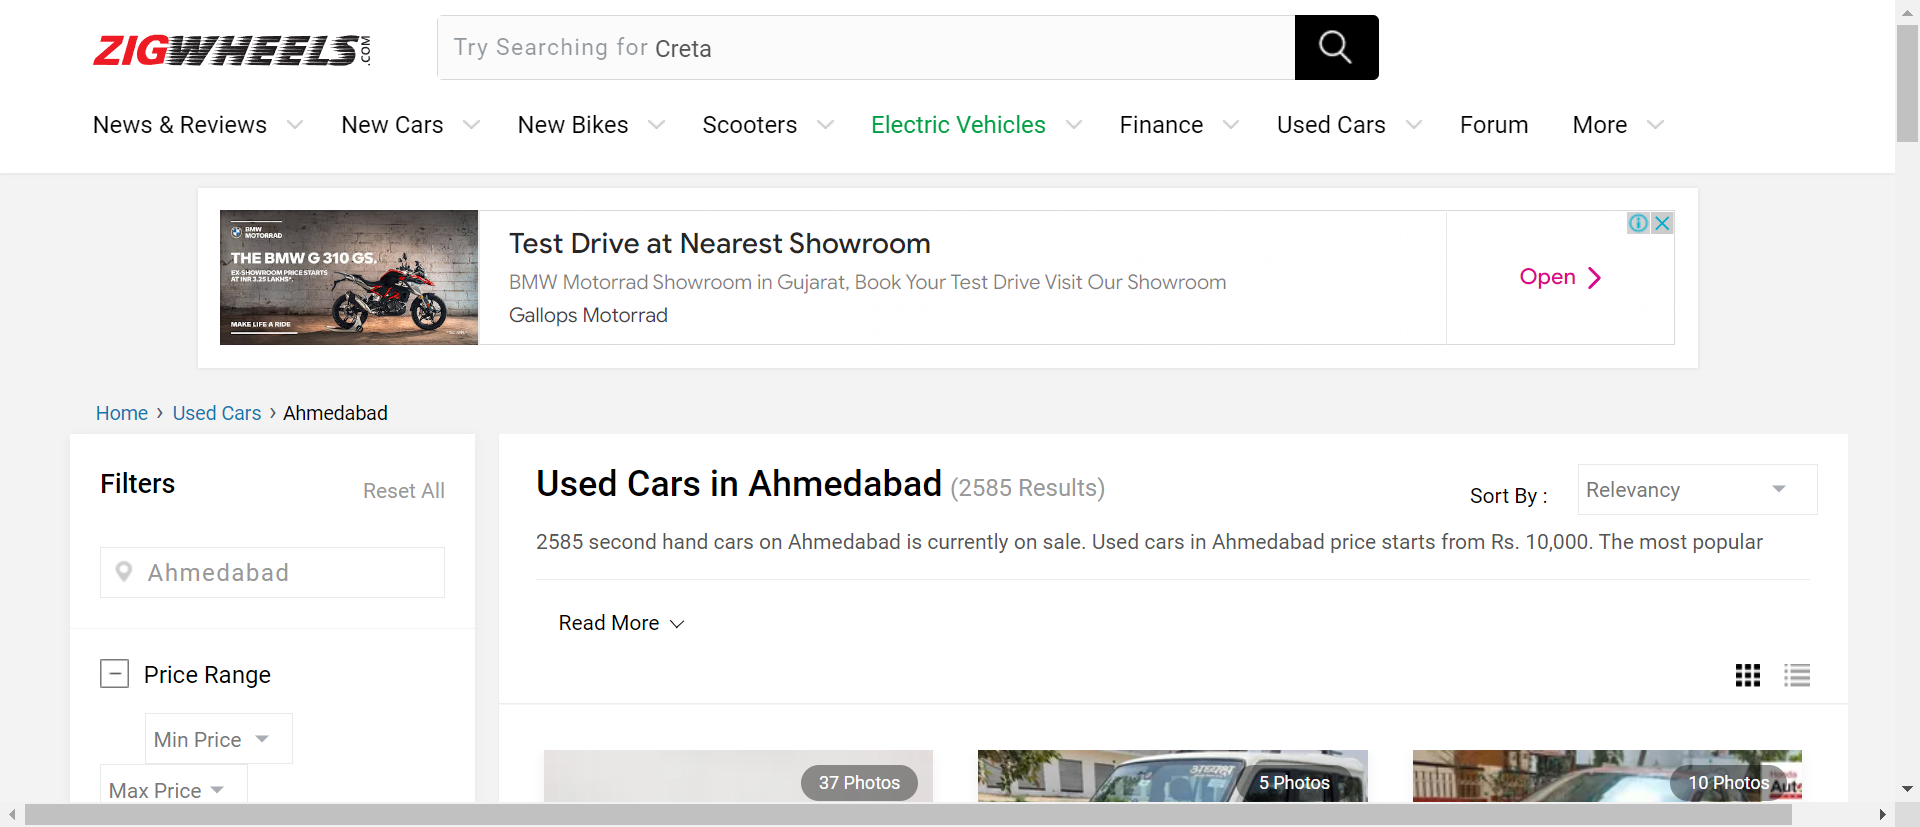 ZIGWHEELS.COM
Try Searching for Creta
News & Reviews
New Cars
New Bikes
Scooters
Electric Vehicles
Finance
Used Cars
Forum
More
BMW
MOTORRAD
THE BMW G 310 GS.
EX-SHOWROOM PRICE STARTS
AT INR 3.25 LAKHS*.
MAKE LIFE A RIDE
Test Drive at Nearest Showroom
BMW Motorrad Showroom in Gujarat, Book Your Test Drive Visit Our Showroom
Gallops Motorrad
Open
Home › Used Cars › Ahmedabad
Filters
Reset All
Ahmedabad
Price Range
Min Price
Max Price
Used Cars in Ahmedabad (2585 Results)
Sort By :
Relevancy
2585 second hand cars on Ahmedabad is currently on sale. Used cars in Ahmedabad price starts from Rs. 10,000. The most popular
Read More
37 Photos
अध्यक्ष
5 Photos
10 Photos
Aut